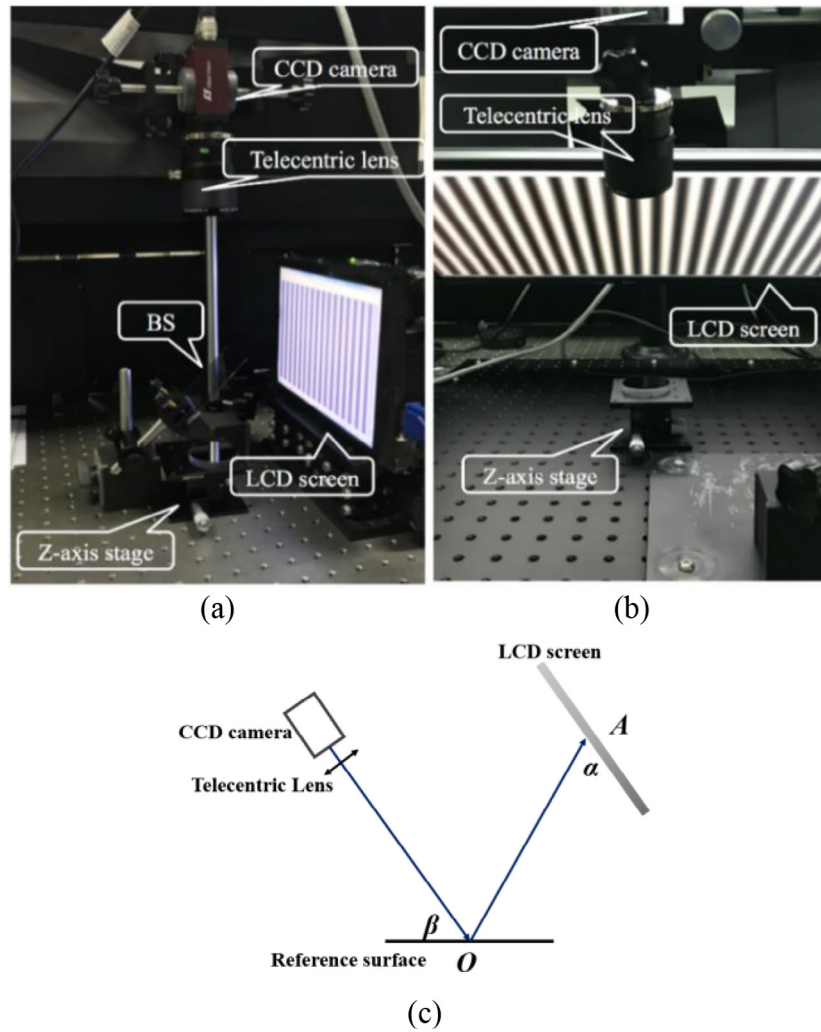 CCD camera
Telecentric lens
BS
LCD screen
Z-axis stage
(a)
CCD camera
Telecentric lens
LCD screen
Z-axis stage
(b)
LCD screen
CCD camera
A
α
Telecentric Lens
β
Reference surface
O
(c)